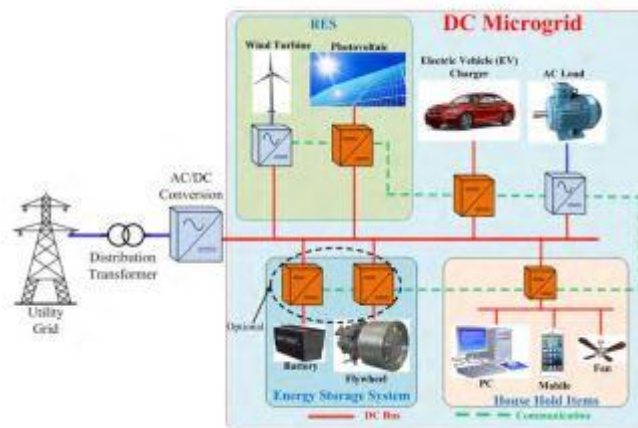 RES
DC Microgrid
Wind Turbine
Photovoltaic
Electric Vehicle (EV)
Charger
AC Load
AC/DC
Conversion
Distribution
Transformer
Utility
Grid
Optional
Battery
Flywheel
Energy Storage System
PC
Mobile
Fan
House Hold Items
DC Bus
Communication